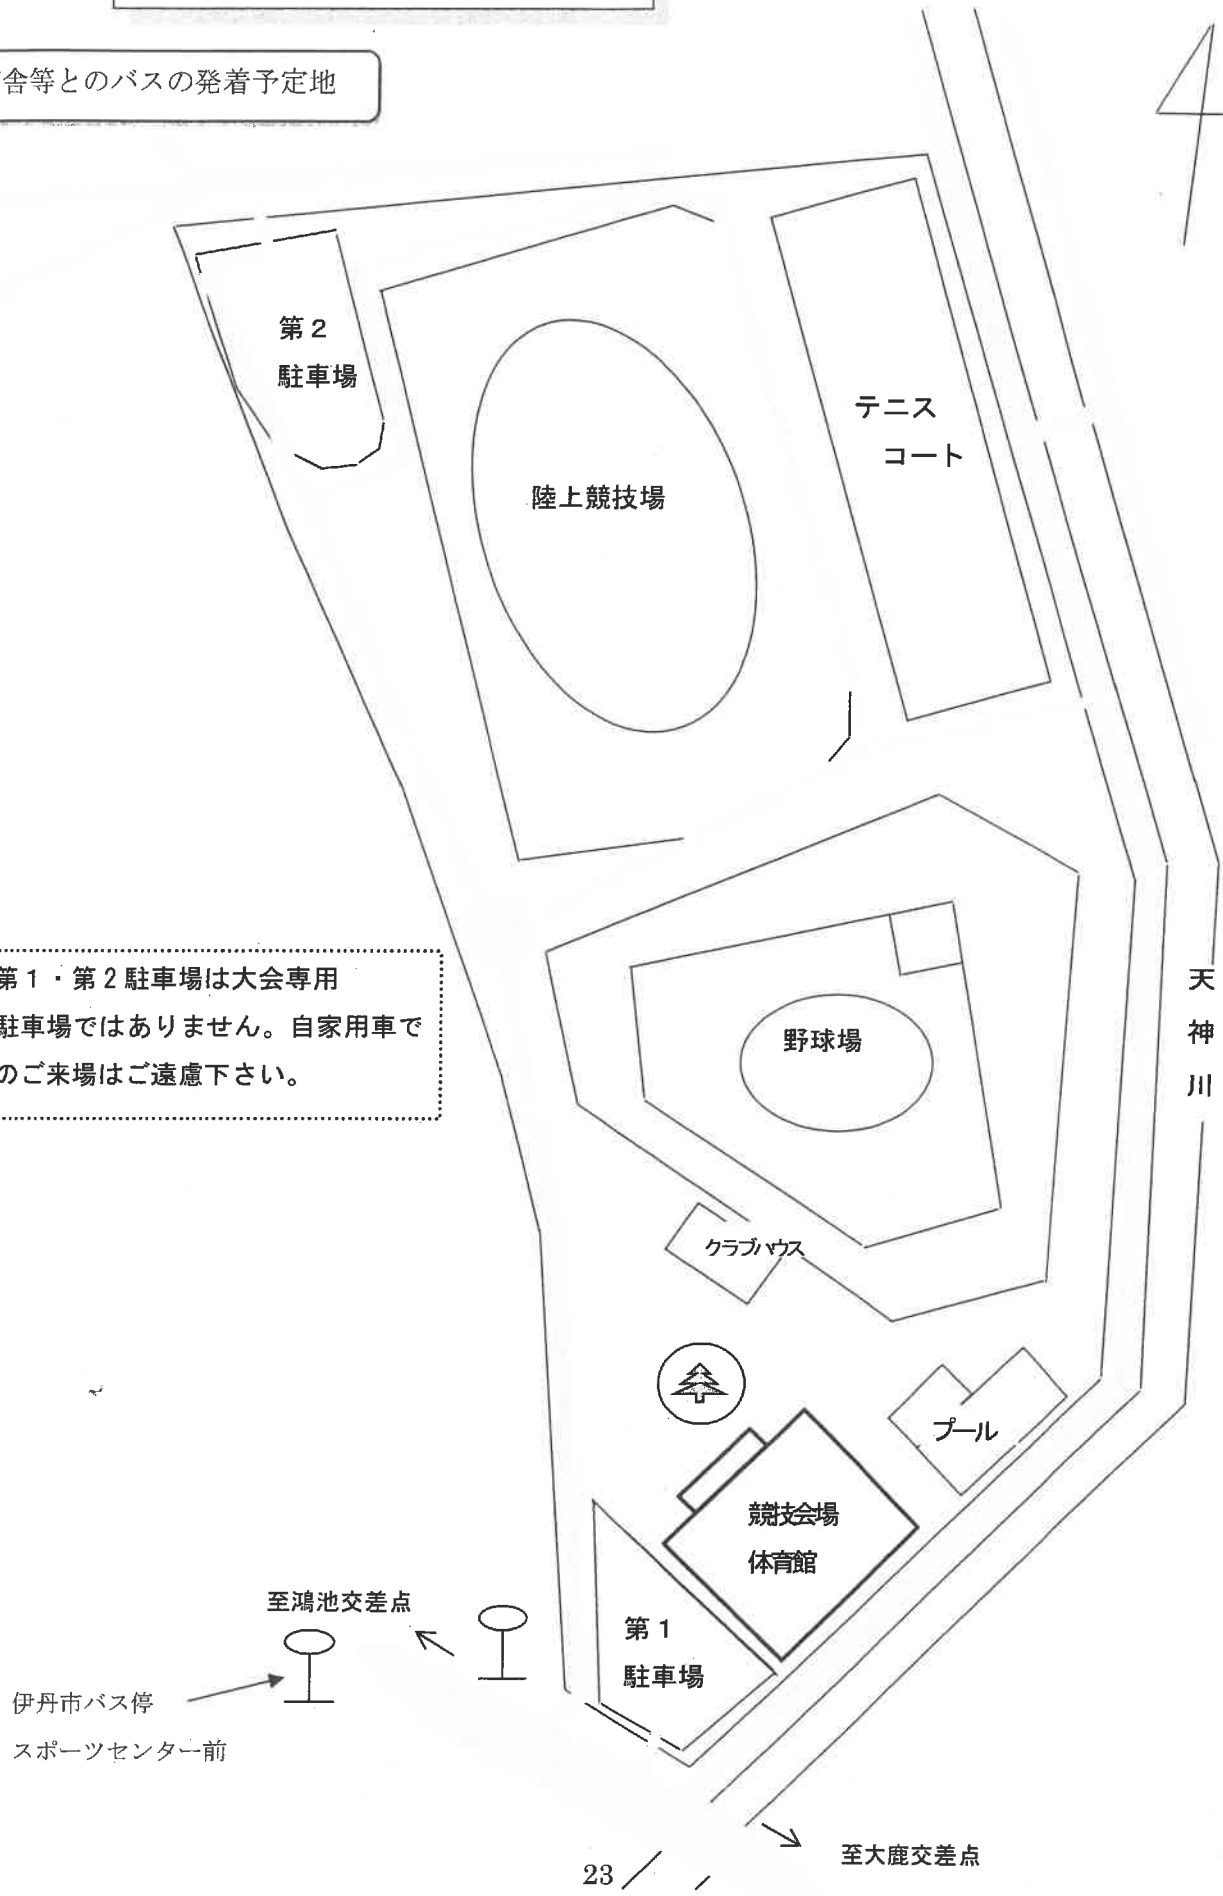 舎等とのバスの発着予定地
第２
駐車場
テニス
コート
陸上競技場
第１・第２駐車場は大会専用
駐車場ではありません。自家用車で
のご来場はご遠慮下さい。
天
神
川
野球場
クラブハウス
プール
競技会場
体育館
至鴻池交差点
第１
駐車場
伊丹市バス停
スポーツセンター前
至大鹿交差点
23